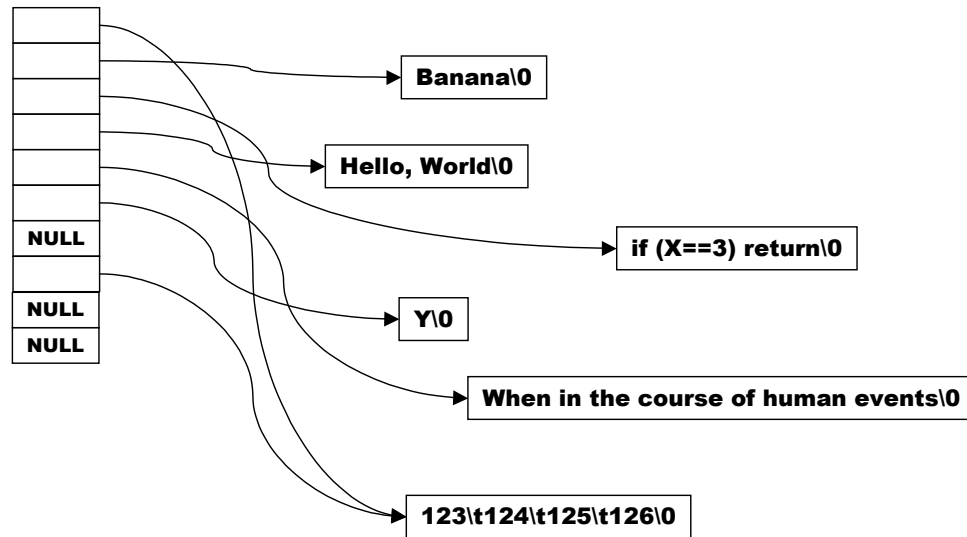 Banana\0
Hello, World\0
NULL
if (X==3) return\0
NULL
Y\0
NULL
When in the course of human events\0
123\t124\t125\t126\0